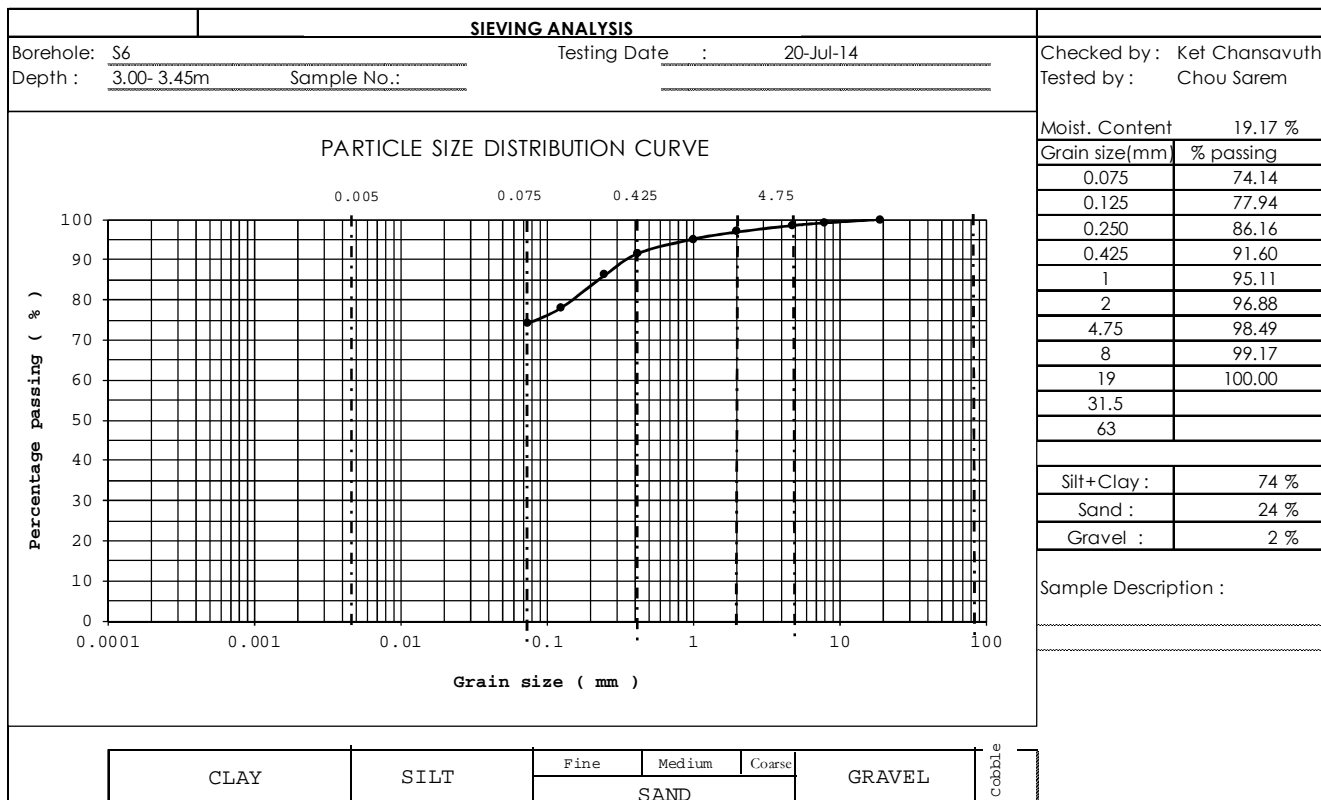 SIEVING ANALYSIS
Borehole: S6 Testing Date : 20-Jul-14
Depth : 3.00- 3.45m Sample No.:
Checked by : Ket Chansavuth
Tested by : Chou Sarem
Moist. Content 19.17 %
Grain size(mm) % passing
0.075 74.14
0.125 77.94
0.250 86.16
0.425 91.60
1 95.11
2 96.88
4.75 98.49
8 99.17
19 100.00
31.5
63
Silt+Clay : 74 %
Sand : 24 %
Gravel : 2 %
Sample Description :
PARTICLE SIZE DISTRIBUTION CURVE
0.005 0.075 0.425 4.75
Percentage passing ( % )
100
90
80
70
60
50
40
30
20
10
0
0.0001 0.001 0.01 0.1 1 10 100
Grain size ( mm )
CLAY SILT Fine Medium Coarse GRAVEL Cobble
SAND